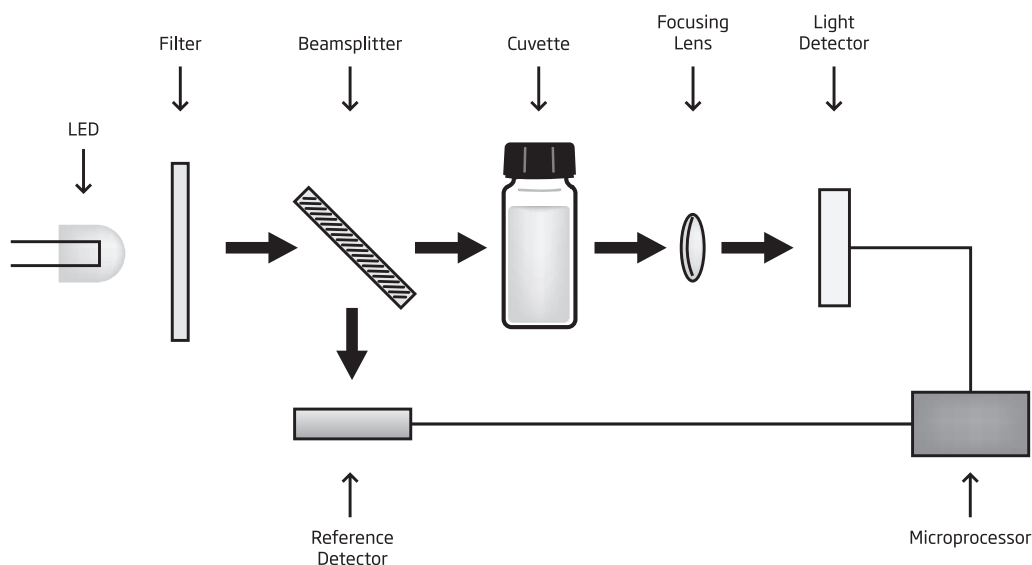 Filter
Beamsplitter
Cuvette
Focusing
Lens
Light
Detector
LED
Reference
Detector
Microprocessor